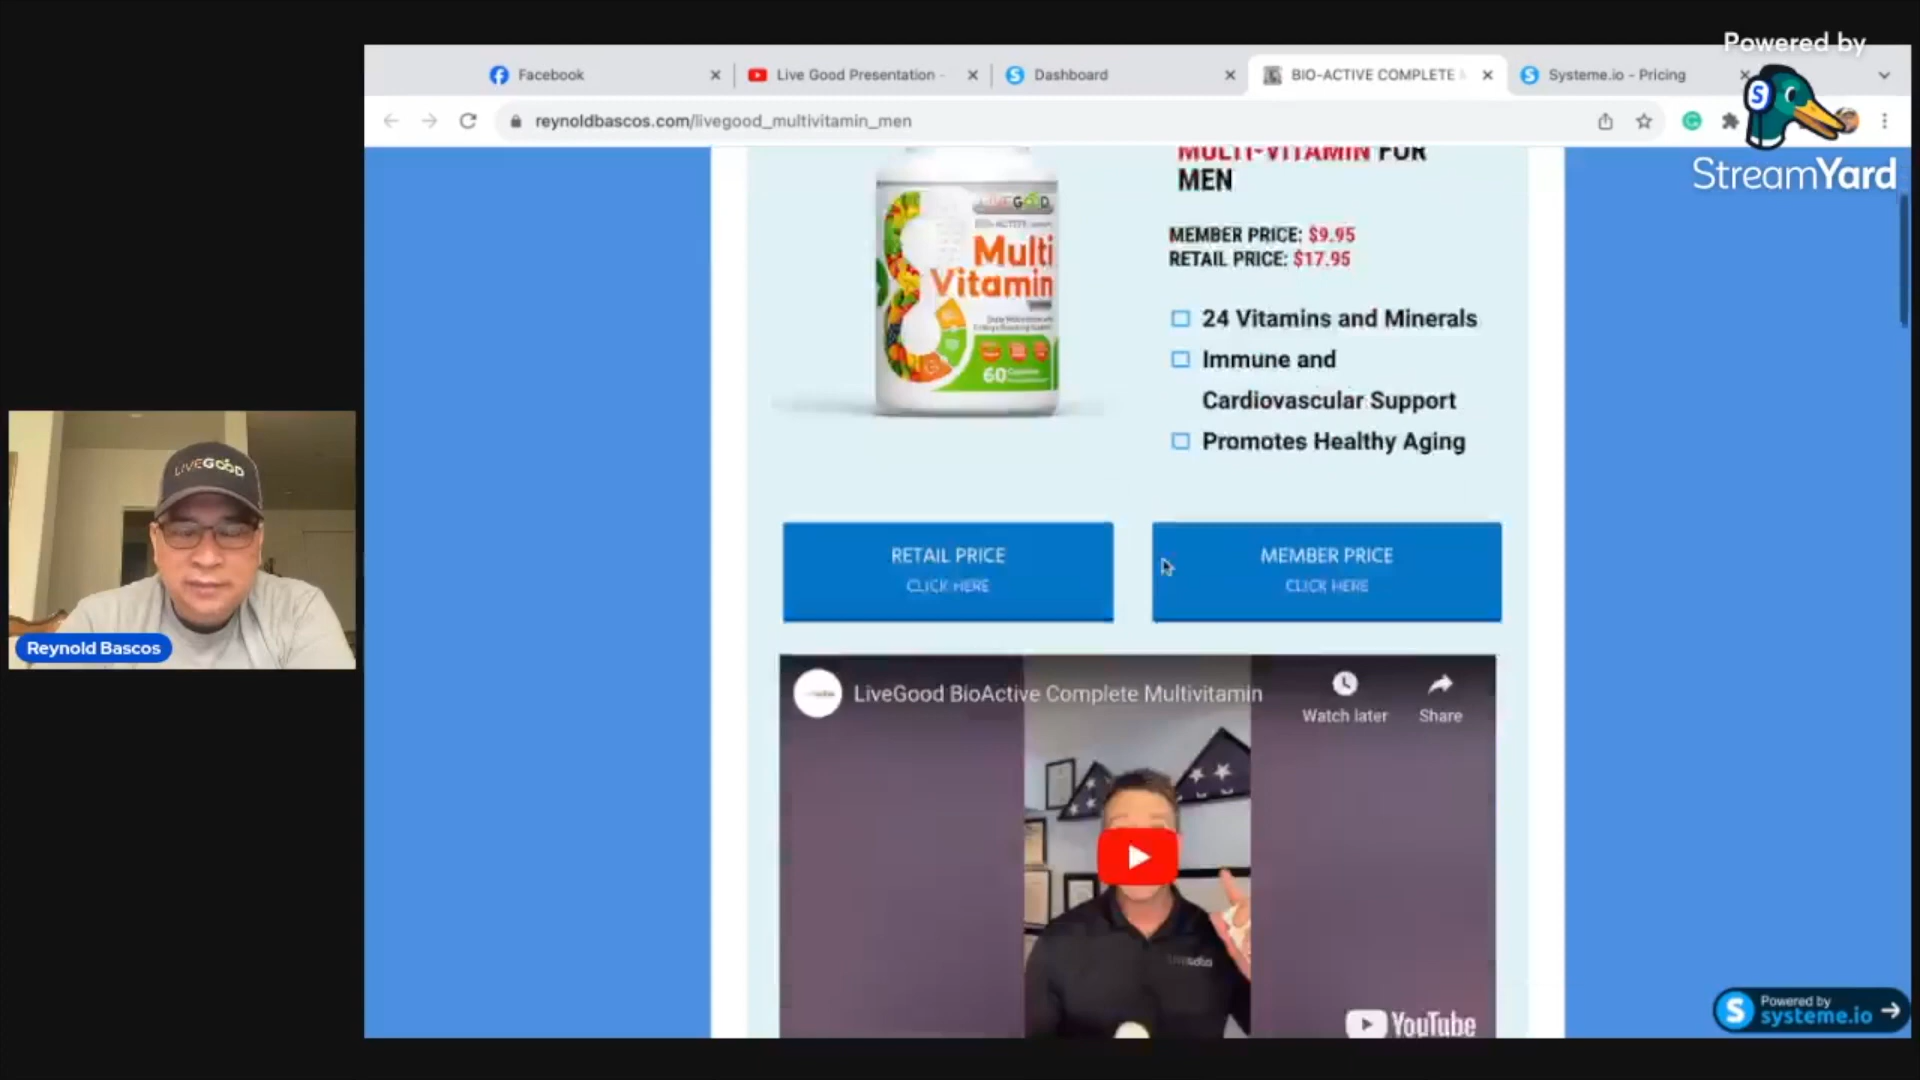 Powered by
StreamYard
Facebook
Live Good Presentation -
Dashboard
BIO-ACTIVE COMPLETE
Systeme.io - Pricing
reynoldbascos.com/livegood_multivitamin_men
MULTI-VITAMIN FOR
MEN
MEMBER PRICE: $9.95
RETAIL PRICE: $17.95
24 Vitamins and Minerals
Immune and
Cardiovascular Support
Promotes Healthy Aging
LIVEGOOD
Multi
Vitamin
60
RETAIL PRICE
CLICK HERE
MEMBER PRICE
CLICK HERE
LiveGood BioActive Complete Multivitamin
Watch later
Share
YouTube
LIVEGOOD
Reynold Bascos
Powered by
systeme.io